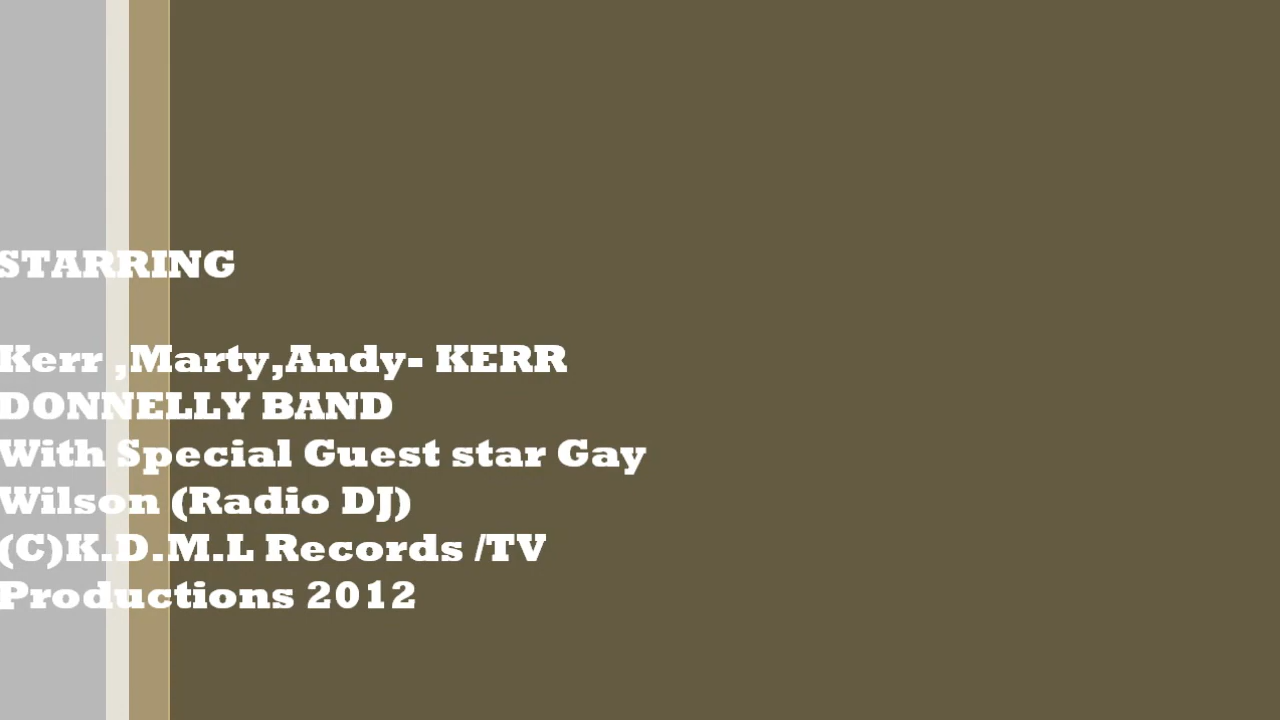 STARRING
Kerr ,Marty,Andy- KERR
DONNELLY BAND
With Special Guest star Gay
Wilson (Radio DJ)
(C)K.D.M.L Records /TV
Productions 2012